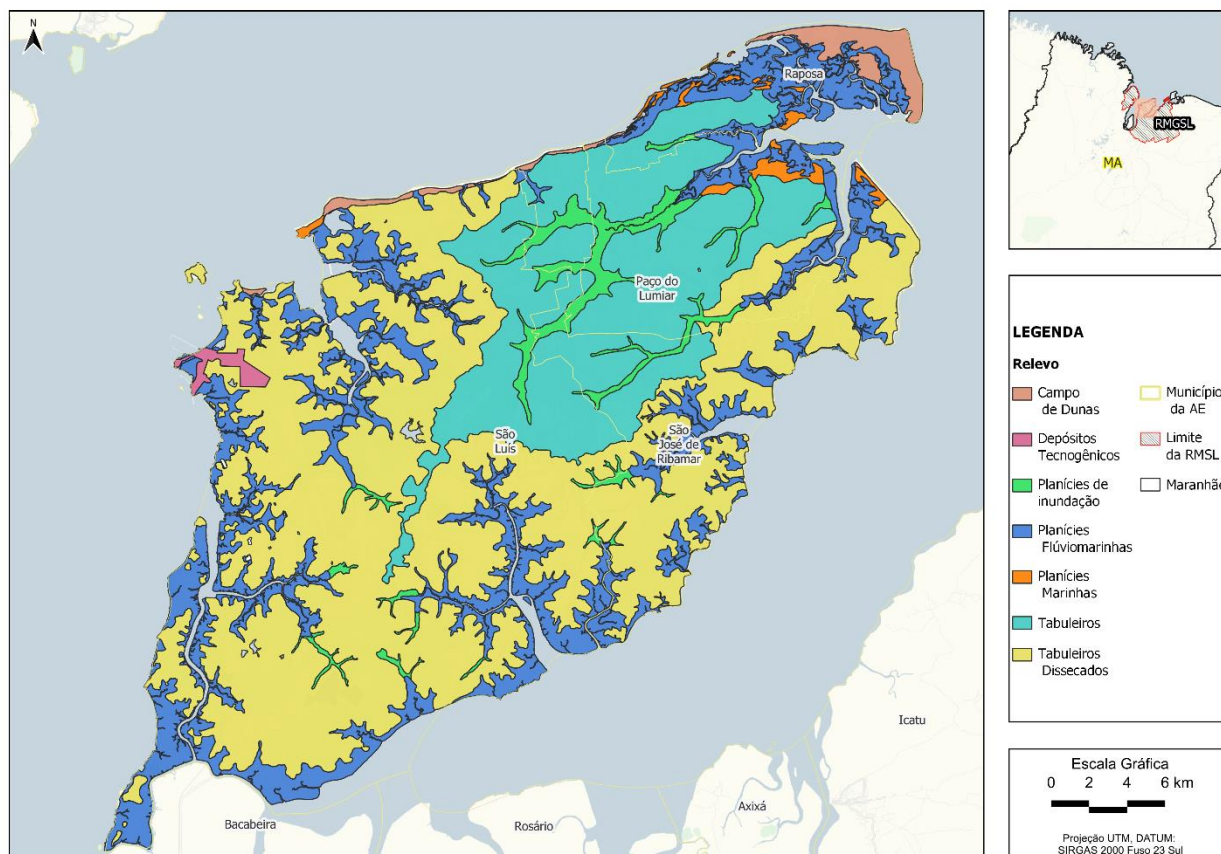 N
Raposa
Paço do
Lumiar
São
Luis
São
José de
Ribamar
Icatu
Axixá
Rosário
Bacabeira
RMGSL
MA
LEGENDA
Relevo
Campo
de Dunas
Depósitos
Tecnogênicos
Planícies de
inundação
Planícies
Flúviomarinhas
Planícies
Marinhas
Tabuleiros
Tabuleiros
Dissecados
Município
da AE
Limite
da RMSL
Maranhão
Escala Gráfica
0 2 4 6 km
Projeção UTM, DATUM:
SIRGAS 2000 Fuso 23 Sul